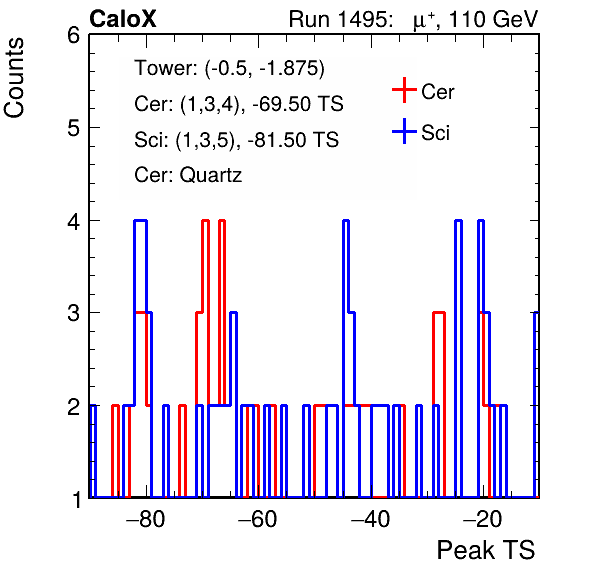 CaloX Run 1495: μ⁺, 110 GeV
Counts
6
5
4
3
2
1
Tower: (-0.5, -1.875)
Cer: (1,3,4), -69.50 TS
Sci: (1,3,5), -81.50 TS
Cer: Quartz
Cer
Sci
−80 −60 −40 −20
Peak TS